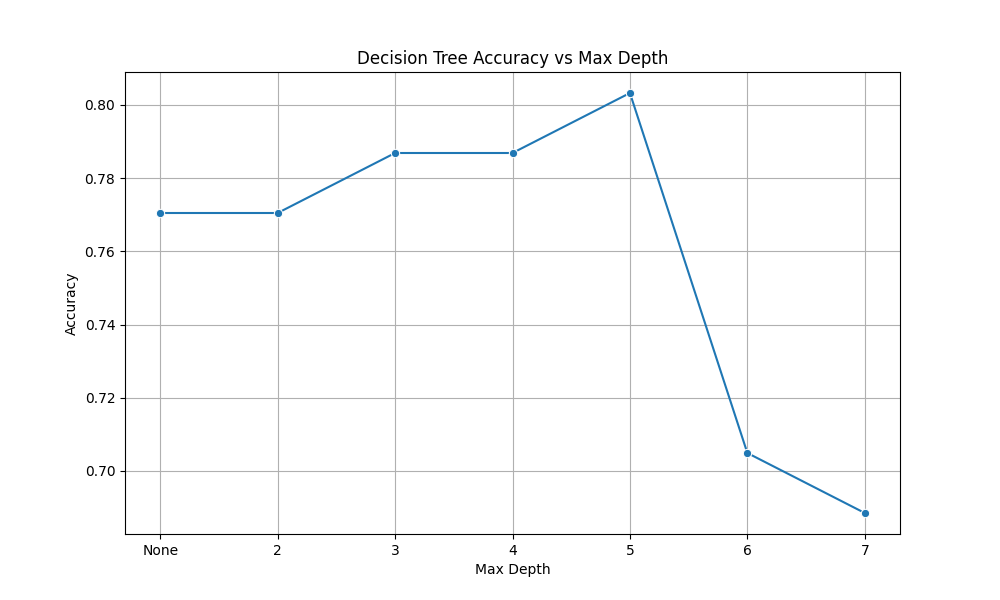 Decision Tree Accuracy vs Max Depth
0.80
0.78
0.76
0.74
0.72
0.70
Accuracy
None 2 3 4 5 6 7
Max Depth